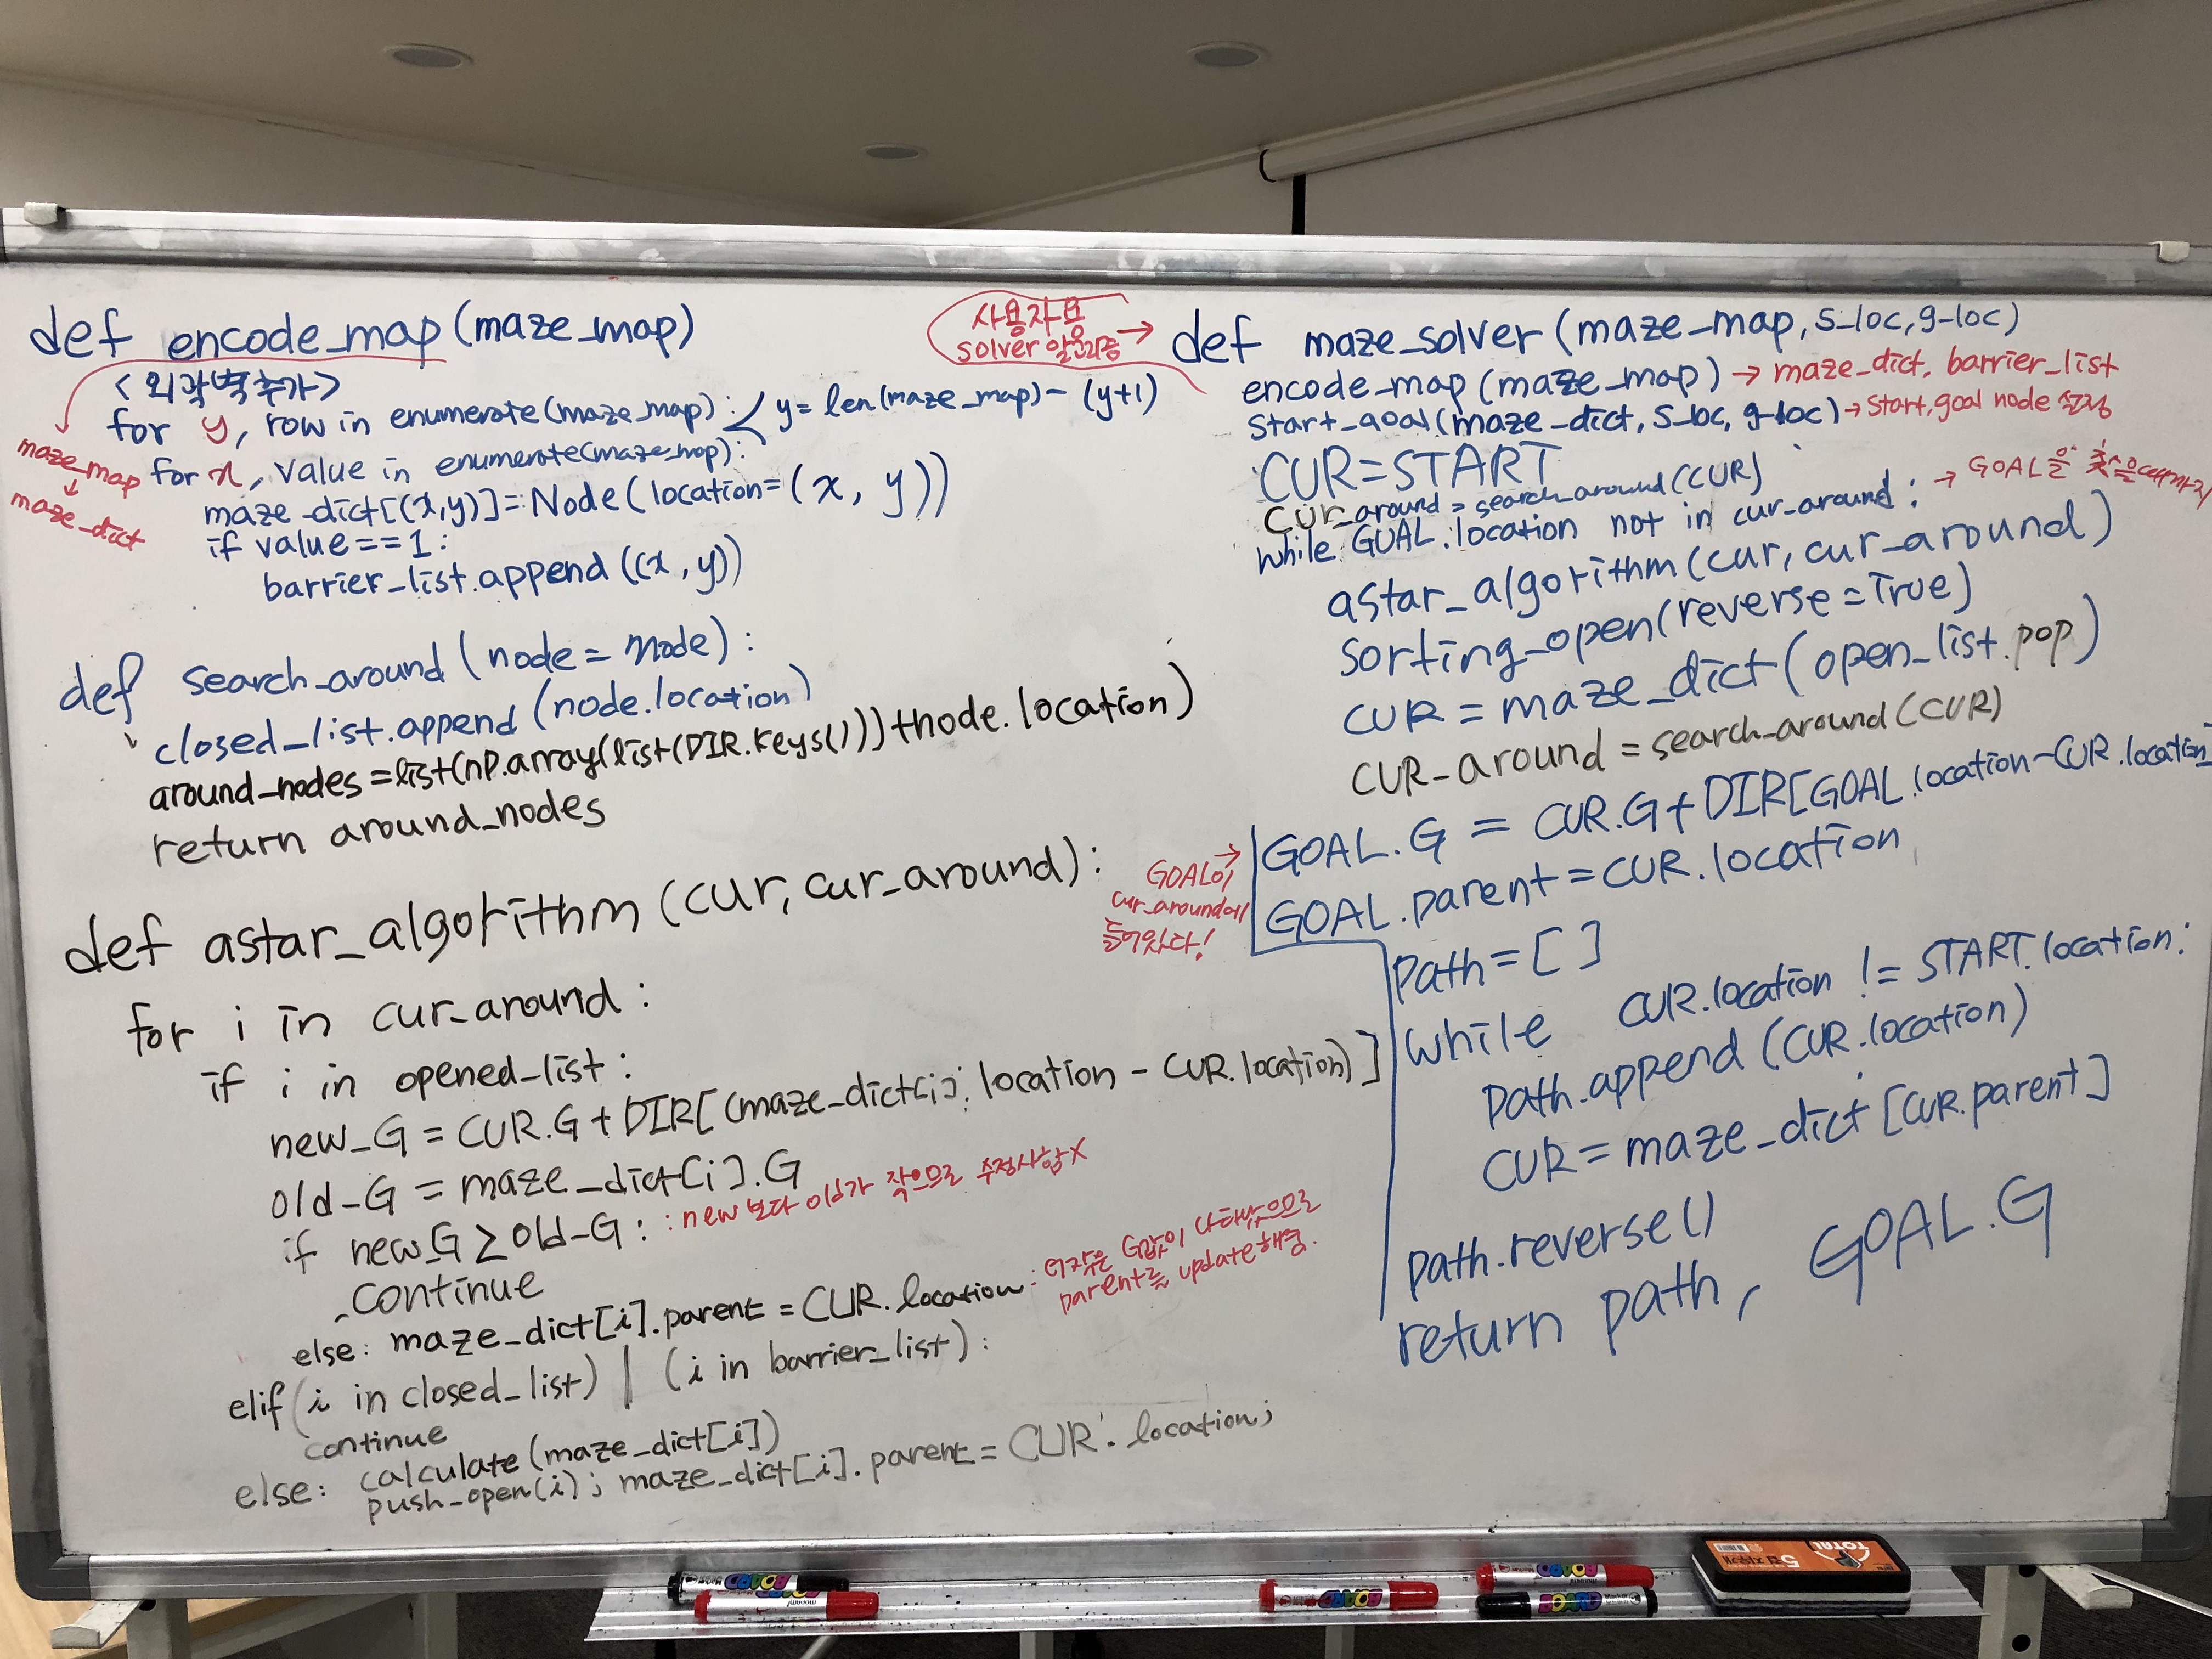 def encode_map(maze_map)
<외곽벽 추가>
for y, row in enumerate(maze_map): y = len(maze_map) - (y+1)
maze_map
↓
maze_dict
for x, value in enumerate(maze_map):
maze_dict[(x,y)] = Node(location=(x, y))
if value == 1:
barrier_list.append((x, y))
def search_around(node = node):
closed_list.append(node.location)
around_nodes = list(np.array(list(DIR.keys()))+node.location)
return around_nodes
def astar_algorithm(cur, cur_around):
for i in cur_around:
if i in opened_list:
new_G = CUR.G + DIR[(maze_dict[i].location - CUR.location)]
old_G = maze_dict[i].G
if new_G ≥ old_G: : new 보다 old가 작으므로 수정사항 X
continue
else: maze_dict[i].parent = CUR.location : 더 작은 G값이 나타났으므로
parent를 update해줌.
elif (i in closed_list) | (i in barrier_list):
continue
else: calculate(maze_dict[i])
push_open(i); maze_dict[i].parent = CUR.location;
사용자용
solver 알고리즘 →
def maze_solver(maze_map, s_loc, g_loc)
encode_map(maze_map) → maze_dict, barrier_list
start_goal(maze_dict, s_loc, g_loc) → start, goal node 설정
CUR = START
cur_around = search_around(CUR)
while GOAL.location not in cur_around: → GOAL을 찾을때까지
astar_algorithm(cur, cur_around)
sorting_open(reverse = True)
CUR = maze_dict(open_list.pop)
CUR_around = search_around(CUR)
GOAL이 →
cur_around에
들어왔다!
GOAL.G = CUR.G + DIR[GOAL.location - CUR.location]
GOAL.parent = CUR.location
path = [ ]
while CUR.location != START.location:
path.append(CUR.location)
CUR = maze_dict[CUR.parent]
path.reverse()
return path, GOAL.G
BOARD
BOARD
BOARD
BOARD
BOARD
TOTAL